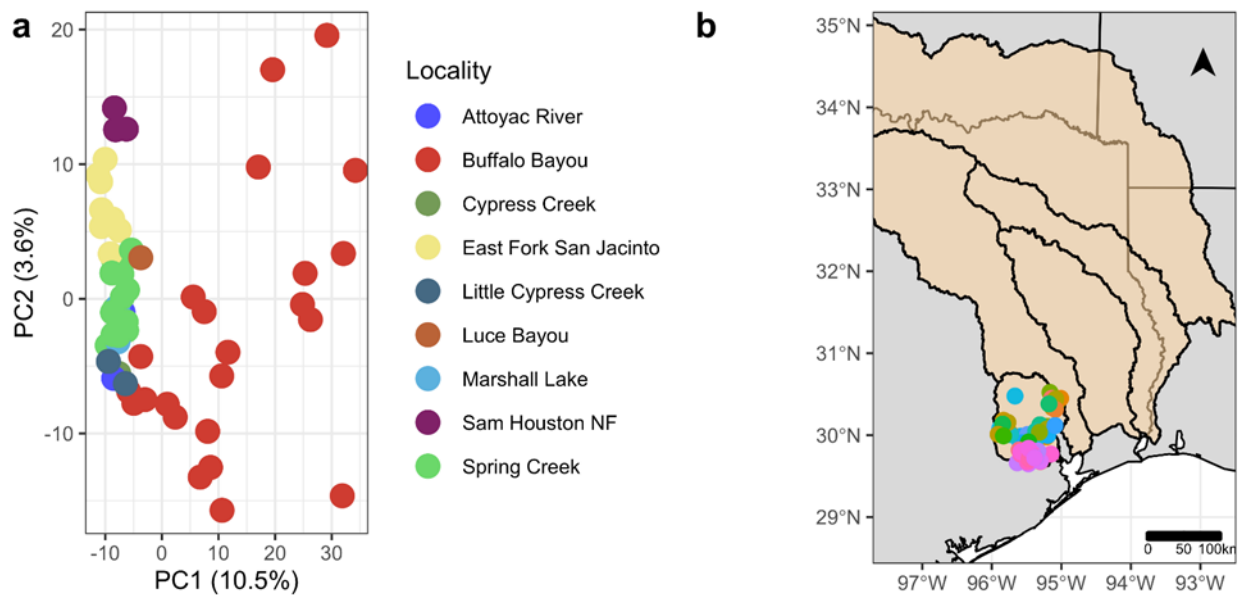 a
20
10
0
-10
-10 0 10 20 30
PC1 (10.5%)
PC2 (3.6%)
Locality
Attoyac River
Buffalo Bayou
Cypress Creek
East Fork San Jacinto
Little Cypress Creek
Luce Bayou
Marshall Lake
Sam Houston NF
Spring Creek
b
35°N
34°N
33°N
32°N
31°N
30°N
29°N
97°W 96°W 95°W 94°W 93°W
0 50 100km